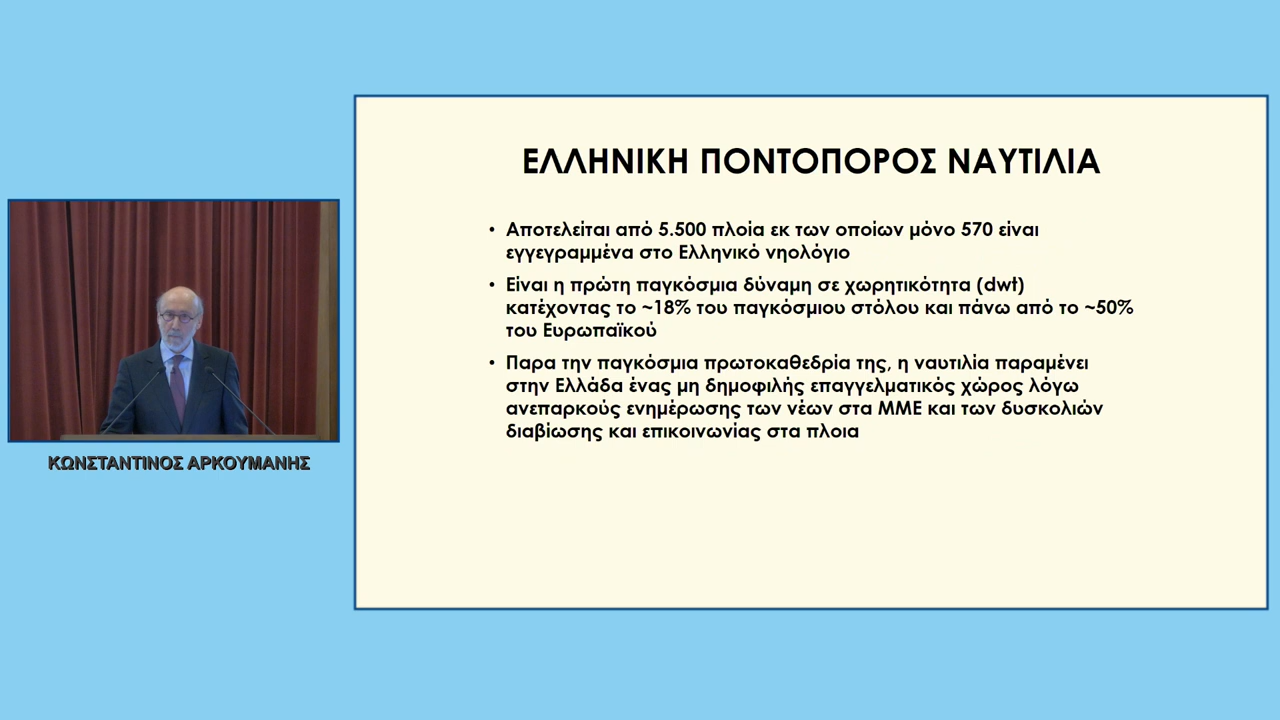 ΕΛΛΗΝΙΚΗ ΠΟΝΤΟΠΟΡΟΣ ΝΑΥΤΙΛΙΑ
• Αποτελείται από 5.500 πλοία εκ των οποίων μόνο 570 είναι
εγγεγραμμένα στο Ελληνικό νηολόγιο
• Είναι η πρώτη παγκόσμια δύναμη σε χωρητικότητα (dwt)
κατέχοντας το ~18% του παγκόσμιου στόλου και πάνω από το ~50%
του Ευρωπαϊκού
• Παρα την παγκόσμια πρωτοκαθεδρία της, η ναυτιλία παραμένει
στην Ελλάδα ένας μη δημοφιλής επαγγελματικός χώρος λόγω
ανεπαρκούς ενημέρωσης των νέων στα ΜΜΕ και των δυσκολιών
διαβίωσης και επικοινωνίας στα πλοια
ΚΩΝΣΤΑΝΤΙΝΟΣ ΑΡΚΟΥΜΑΝΗΣ